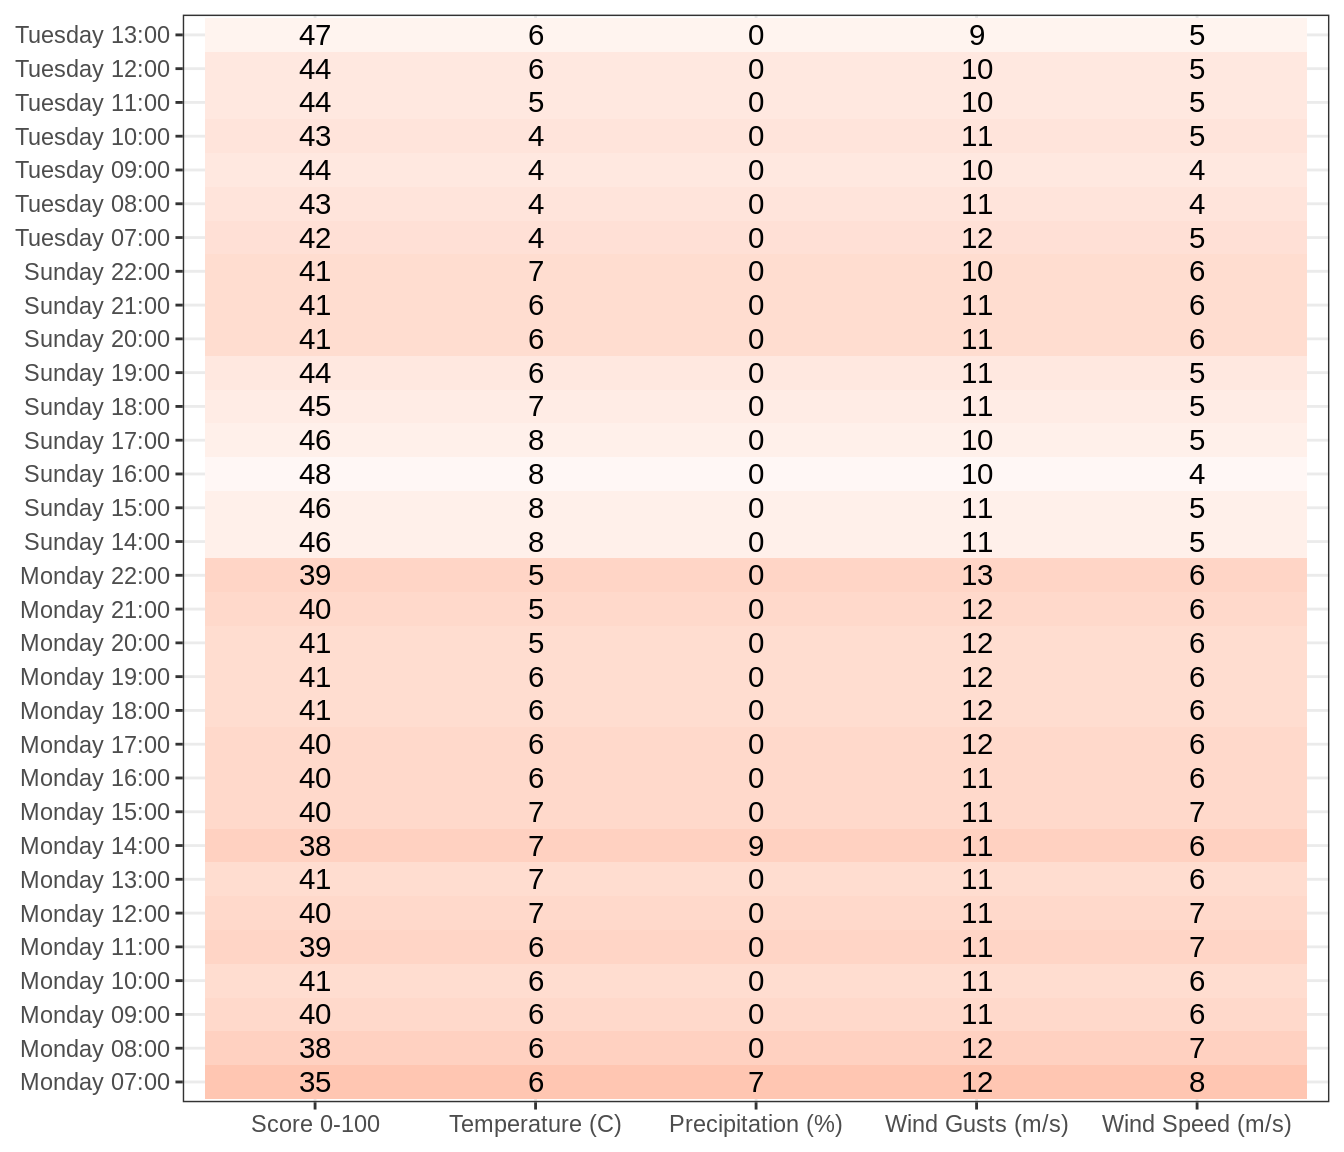 Tuesday 13:00 47 6 0 9 5
Tuesday 12:00 44 6 0 10 5
Tuesday 11:00 44 5 0 10 5
Tuesday 10:00 43 4 0 11 5
Tuesday 09:00 44 4 0 10 4
Tuesday 08:00 43 4 0 11 4
Tuesday 07:00 42 4 0 12 5
Sunday 22:00 41 7 0 10 6
Sunday 21:00 41 6 0 11 6
Sunday 20:00 41 6 0 11 6
Sunday 19:00 44 6 0 11 5
Sunday 18:00 45 7 0 11 5
Sunday 17:00 46 8 0 10 5
Sunday 16:00 48 8 0 10 4
Sunday 15:00 46 8 0 11 5
Sunday 14:00 46 8 0 11 5
Monday 22:00 39 5 0 13 6
Monday 21:00 40 5 0 12 6
Monday 20:00 41 5 0 12 6
Monday 19:00 41 6 0 12 6
Monday 18:00 41 6 0 12 6
Monday 17:00 40 6 0 12 6
Monday 16:00 40 6 0 11 6
Monday 15:00 40 7 0 11 7
Monday 14:00 38 7 9 11 6
Monday 13:00 41 7 0 11 6
Monday 12:00 40 7 0 11 7
Monday 11:00 39 6 0 11 7
Monday 10:00 41 6 0 11 6
Monday 09:00 40 6 0 11 6
Monday 08:00 38 6 0 12 7
Monday 07:00 35 6 7 12 8
Score 0-100 Temperature (C) Precipitation (%) Wind Gusts (m/s) Wind Speed (m/s)